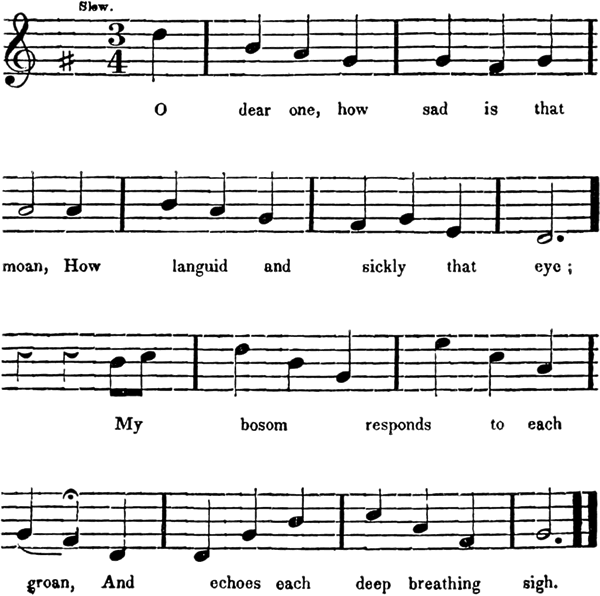 Slow.
3
4
O dear one, how sad is that
moan, How languid and sickly that eye;
My bosom responds to each
groan, And echoes each deep breathing sigh.